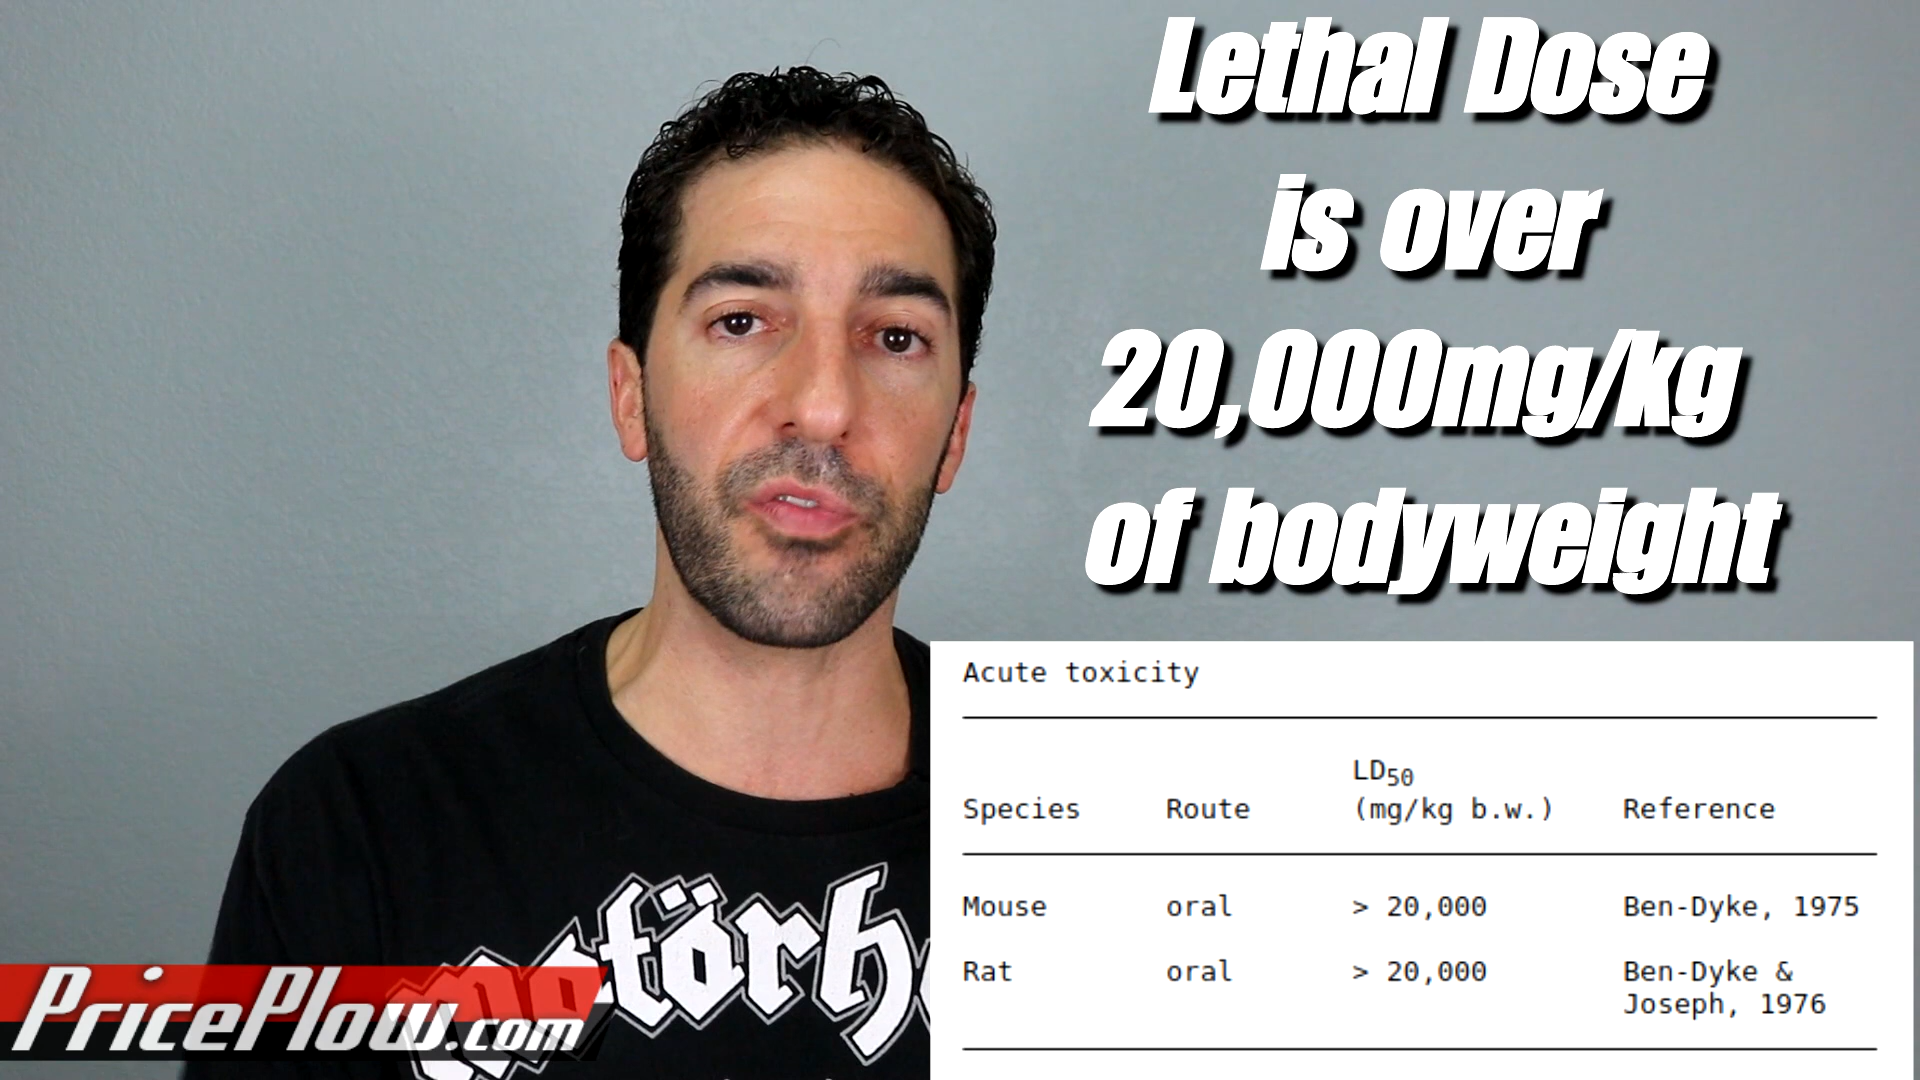 Lethal Dose
is over
20,000mg/kg
of bodyweight
Acute toxicity
LD50
Species Route (mg/kg b.w.) Reference
Mouse oral > 20,000 Ben-Dyke, 1975
Rat oral > 20,000 Ben-Dyke &
Joseph, 1976
motörh
PricePlow.com